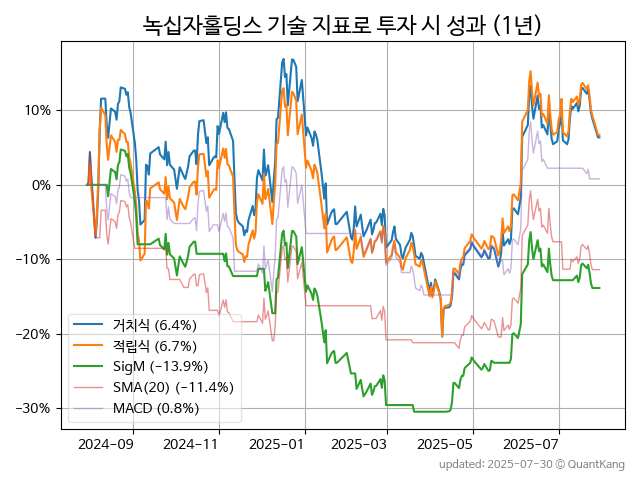 녹십자홀딩스 기술 지표로 투자 시 성과 (1년)
10%
0%
−10%
−20%
−30%
거치식 (6.4%)
적립식 (6.7%)
SigM (−13.9%)
SMA(20) (−11.4%)
MACD (0.8%)
2024-09
2024-11
2025-01
2025-03
2025-05
2025-07
updated: 2025-07-30 © QuantKang